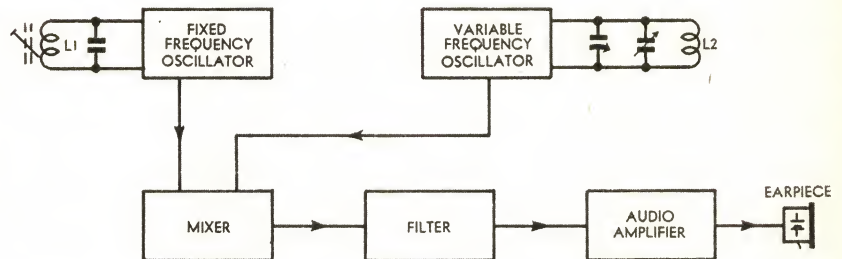 L1
FIXED
FREQUENCY
OSCILLATOR
VARIABLE
FREQUENCY
OSCILLATOR
L2
MIXER
FILTER
AUDIO
AMPLIFIER
EARPIECE